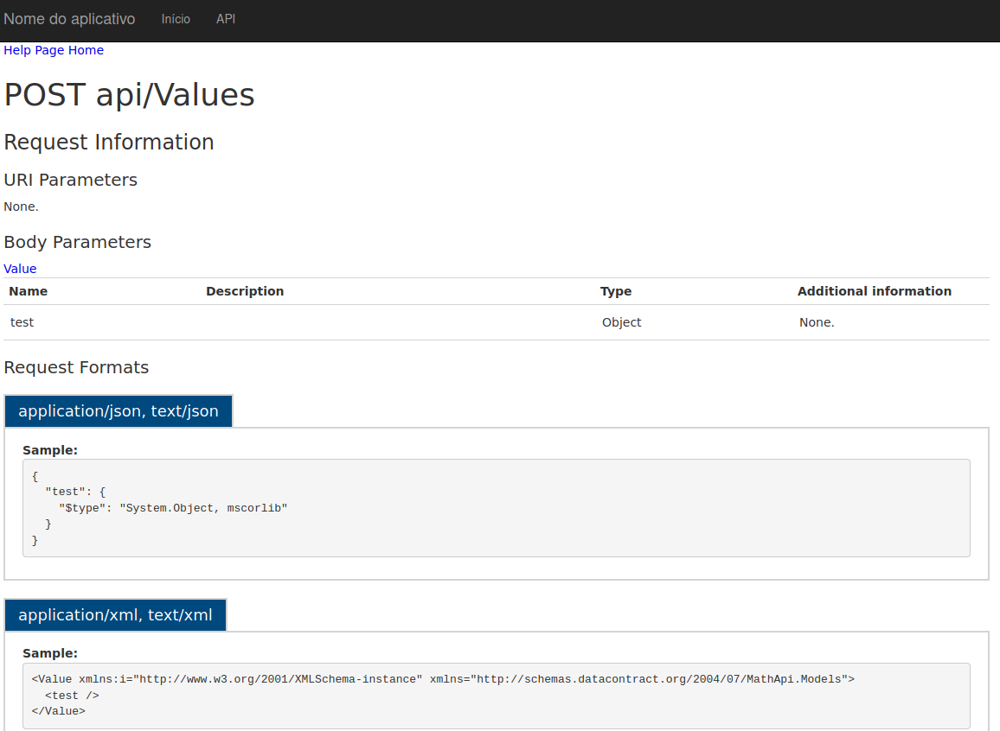 Nome do aplicativo Início API
Help Page Home
POST api/Values
Request Information
URI Parameters
None.
Body Parameters
Value
Name Description Type Additional information
test Object None.
Request Formats
application/json, text/json
Sample:
{
  "test": {
    "$type": "System.Object, mscorlib"
  }
}
application/xml, text/xml
Sample:
<Value xmlns:i="http://www.w3.org/2001/XMLSchema-instance" xmlns="http://schemas.datacontract.org/2004/07/MathApi.Models">
  <test />
</Value>